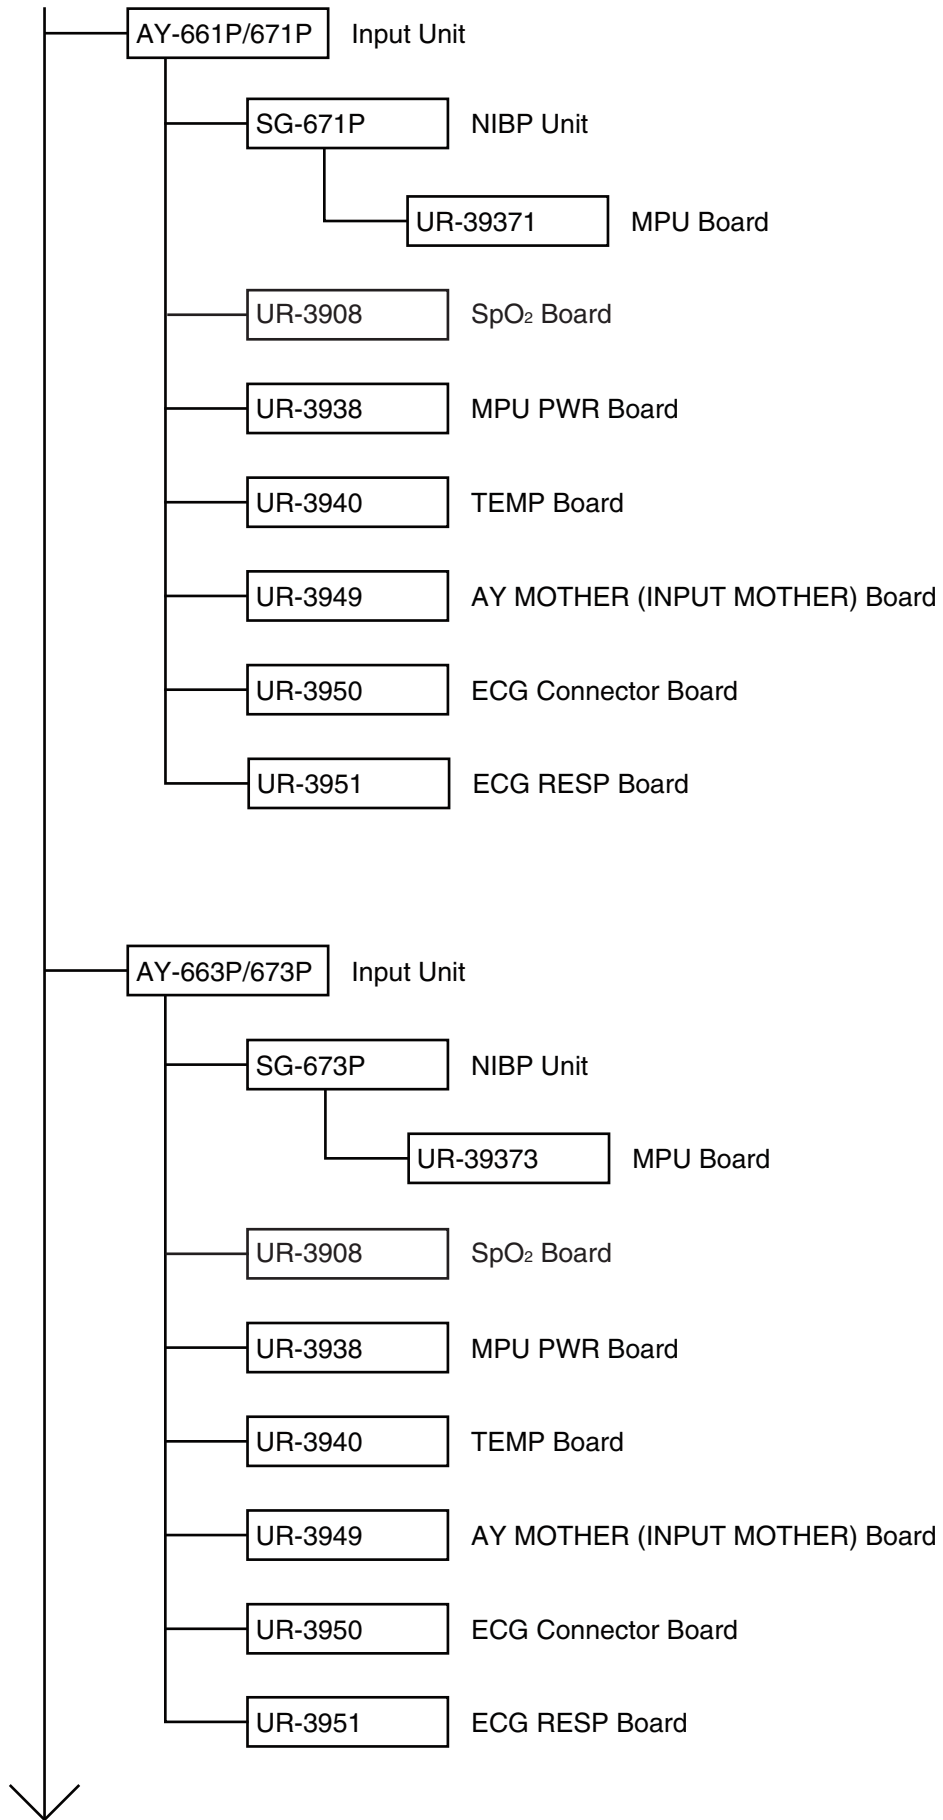 AY-661P/671P Input Unit
SG-671P NIBP Unit
UR-39371 MPU Board
UR-3908 SpO₂ Board
UR-3938 MPU PWR Board
UR-3940 TEMP Board
UR-3949 AY MOTHER (INPUT MOTHER) Board
UR-3950 ECG Connector Board
UR-3951 ECG RESP Board
AY-663P/673P Input Unit
SG-673P NIBP Unit
UR-39373 MPU Board
UR-3908 SpO₂ Board
UR-3938 MPU PWR Board
UR-3940 TEMP Board
UR-3949 AY MOTHER (INPUT MOTHER) Board
UR-3950 ECG Connector Board
UR-3951 ECG RESP Board